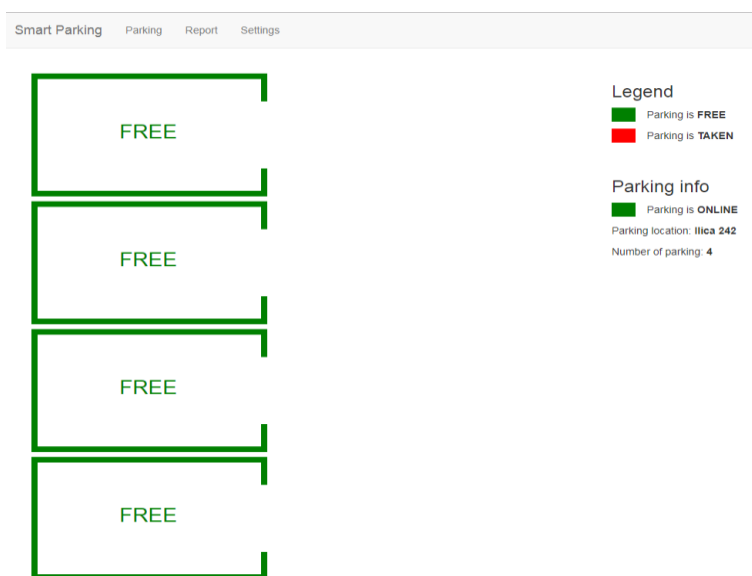 Smart Parking Parking Report Settings
FREE
FREE
FREE
FREE
Legend
Parking is FREE
Parking is TAKEN
Parking info
Parking is ONLINE
Parking location: Ilica 242
Number of parking: 4